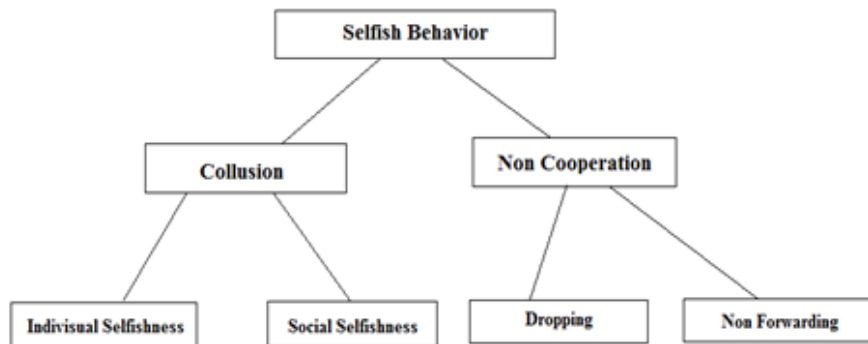 Selfish Behavior
Collusion
Non Cooperation
Indivisual Selfishness
Social Selfishness
Dropping
Non Forwarding